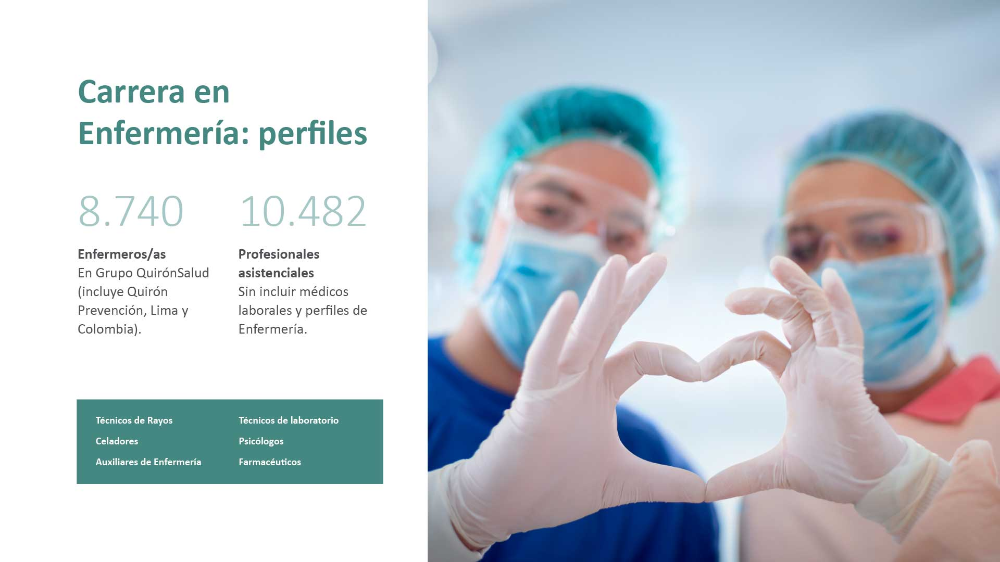 Carrera en
Enfermería: perfiles
8.740
Enfermeros/as
En Grupo QuirónSalud
(incluye Quirón
Prevención, Lima y
Colombia).
10.482
Profesionales
asistenciales
Sin incluir médicos
laborales y perfiles de
Enfermería.
Técnicos de Rayos
Celadores
Auxiliares de Enfermería
Técnicos de laboratorio
Psicólogos
Farmacéuticos